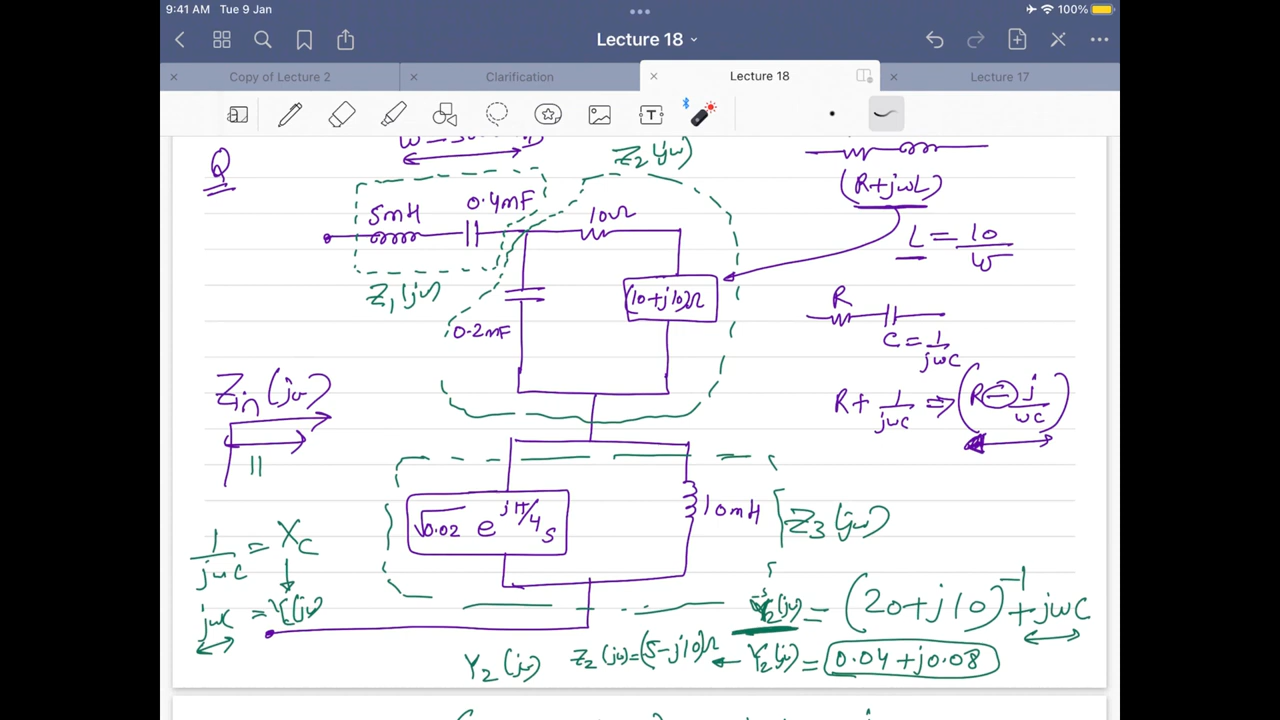 9:41 AM Tue 9 Jan
100%
Lecture 18
Copy of Lecture 2
Clarification
Lecture 18
Lecture 17
T
Q
Z2(jω)
5mH
0.4mF
10Ω
Z1(jω)
0.2mF
(10+j10)Ω
(R+jωL)
L = 10/ω
R
C = 1/jωC
R + 1/jωC ⇒ (R − j/ωC)
Zin(jω)
√0.02 e^jπ/4 s
10mH
Z3(jω)
1/jωC = XC
jωC = Y(jω)
Y2(jω) = (20+j10)^-1 + jωC
Y2(jω)
Z2(jω) = (5−j10)Ω ← Y2(jω) = 0.04 + j0.08